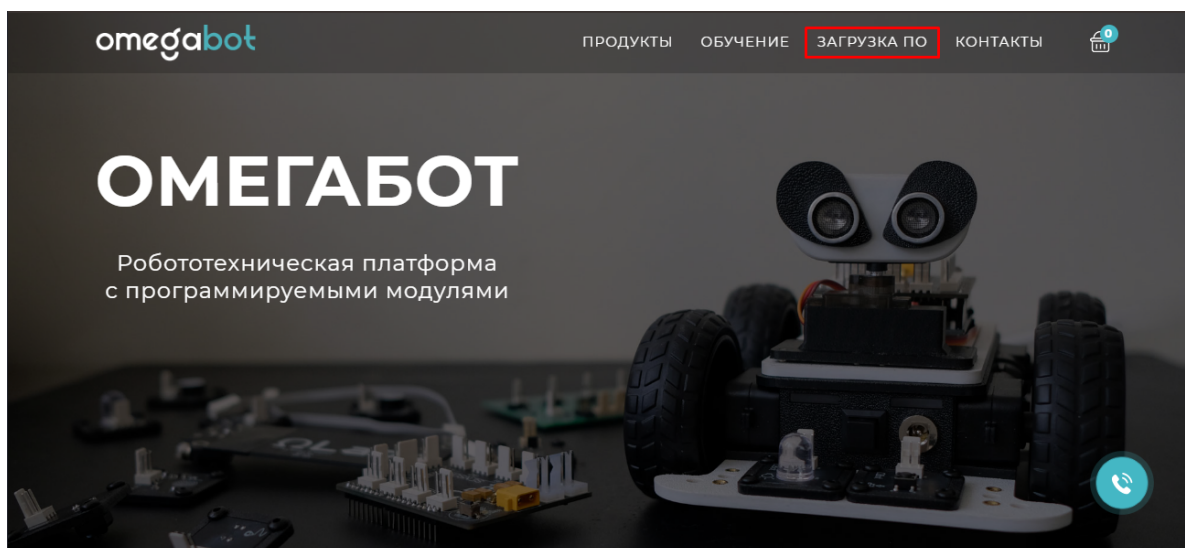 omegabot
ПРОДУКТЫ ОБУЧЕНИЕ ЗАГРУЗКА ПО КОНТАКТЫ 0
ОМЕГАБОТ
Робототехническая платформа
с программируемыми модулями